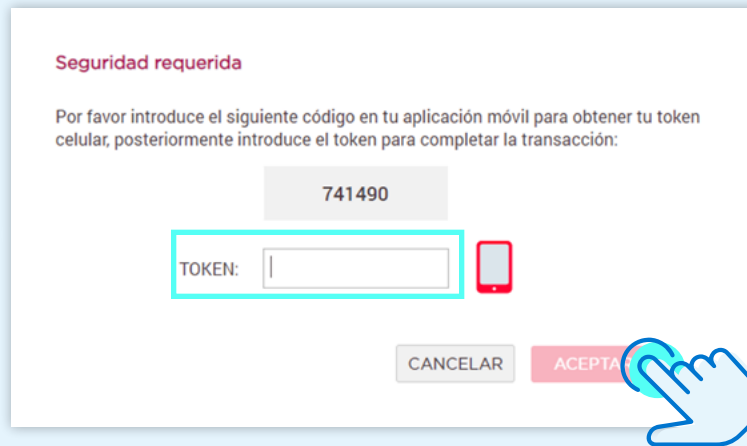 Seguridad requerida
Por favor introduce el siguiente código en tu aplicación móvil para obtener tu token
celular, posteriormente introduce el token para completar la transacción:
741490
TOKEN:
CANCELAR
ACEPTA